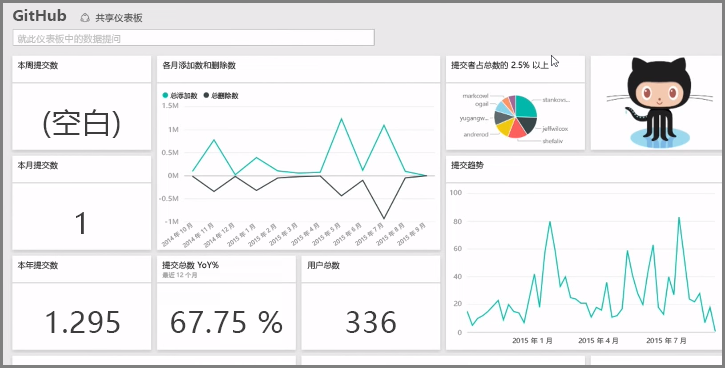 GitHub 共享仪表板
就此仪表板中的数据提问
本周提交数
(空白)
各月添加数和删除数
总添加数 总删除数
1.5M
1M
0.5M
0M
-0.5M
-1M
2014 年 10 月
2014 年 11 月
2014 年 12 月
2015 年 1 月
2015 年 2 月
2015 年 3 月
2015 年 4 月
2015 年 5 月
2015 年 6 月
2015 年 7 月
2015 年 8 月
2015 年 9 月
提交者占总数的 2.5% 以上
markcowl
ogail
yugangw...
andrerod
stankovs...
jeffwilcox
shefaliv
本月提交数
1
提交趋势
100
80
60
40
20
0
2015 年 1 月
2015 年 4 月
2015 年 7 月
本年提交数
1.295
提交总数 YoY%
最近 12 个月
67.75 %
用户总数
336